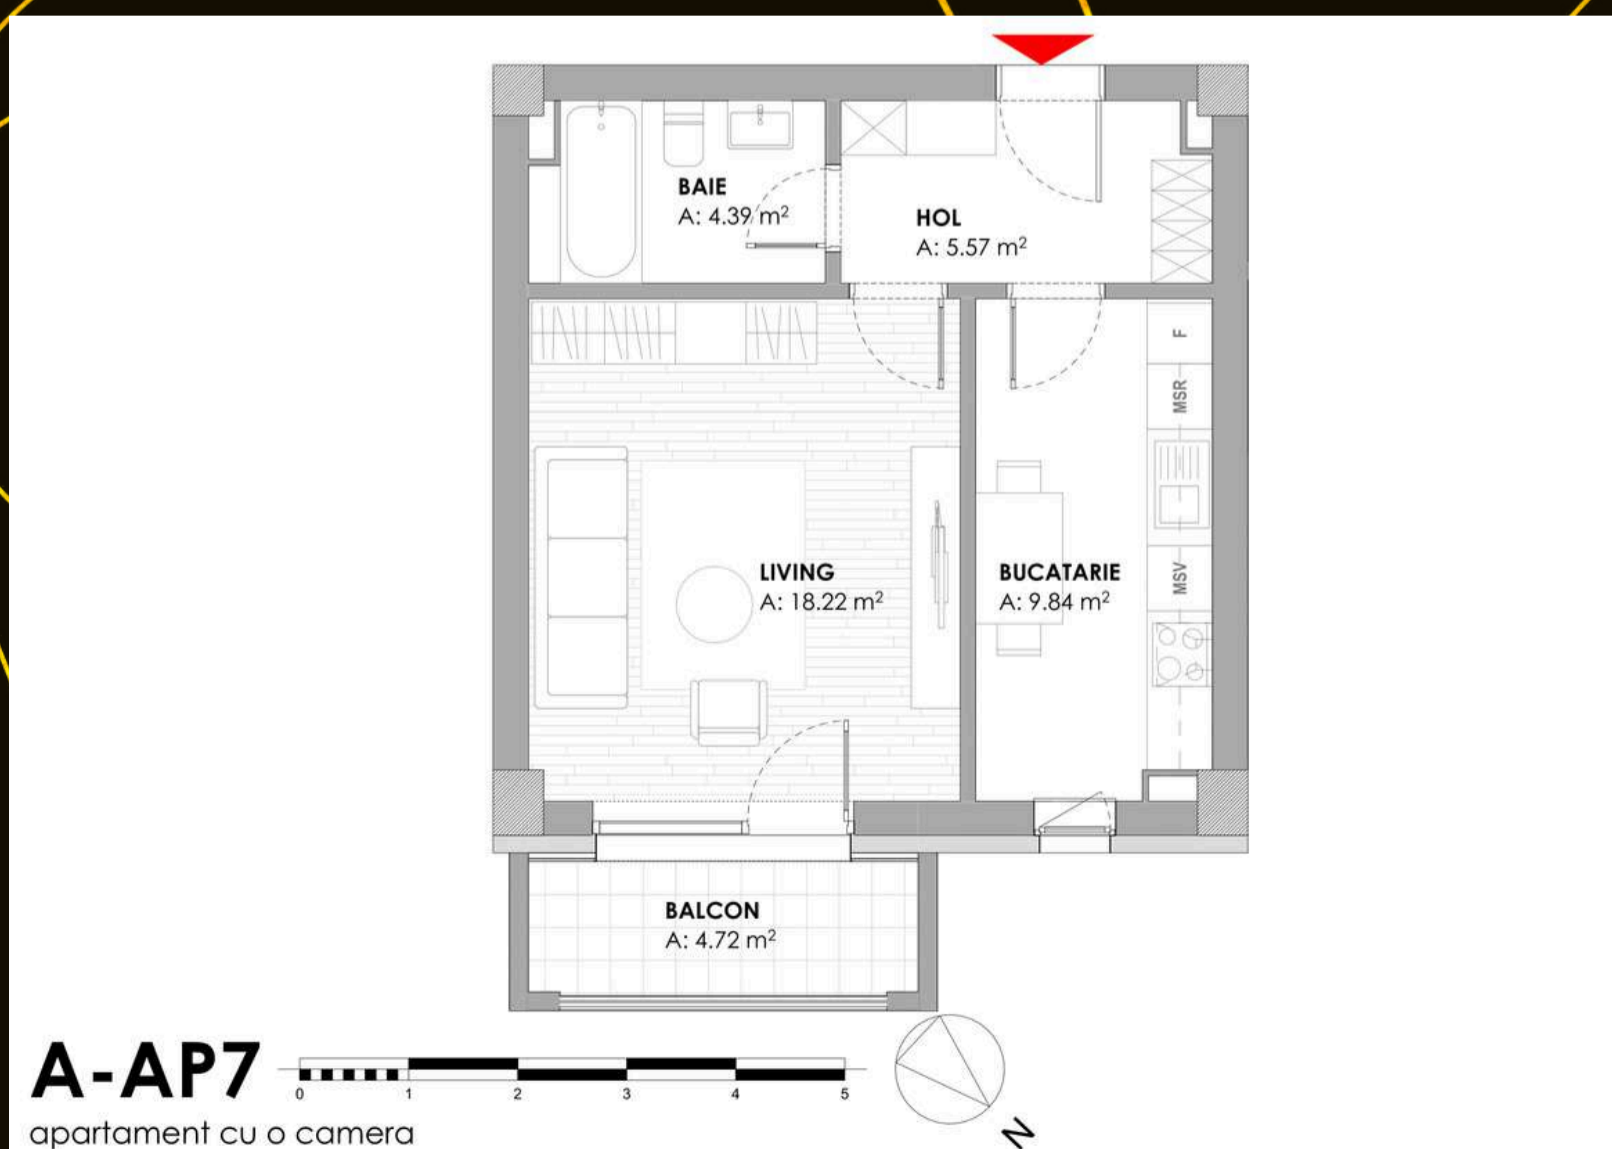 BAIE
A: 4.39 m²
HOL
A: 5.57 m²
F
MSR
LIVING
A: 18.22 m²
BUCATARIE
A: 9.84 m²
MSV
BALCON
A: 4.72 m²
A-AP7
0 1 2 3 4 5
N
apartament cu o camera